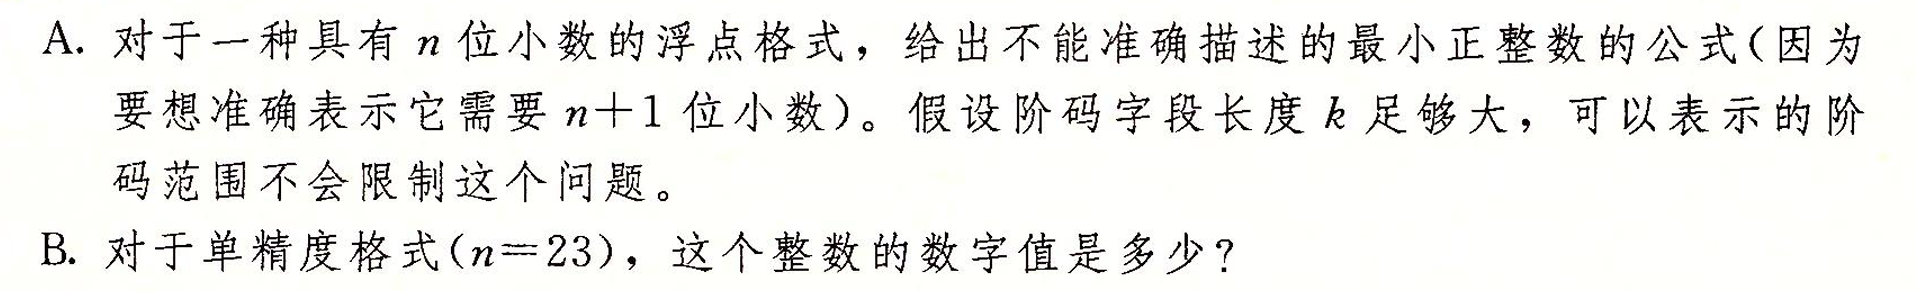 A. 对于一种具有 n 位小数的浮点格式，给出不能准确描述的最小正整数的公式(因为
要想准确表示它需要 n+1 位小数)。假设阶码字段长度 k 足够大，可以表示的阶
码范围不会限制这个问题。
B. 对于单精度格式(n=23)，这个整数的数字值是多少?